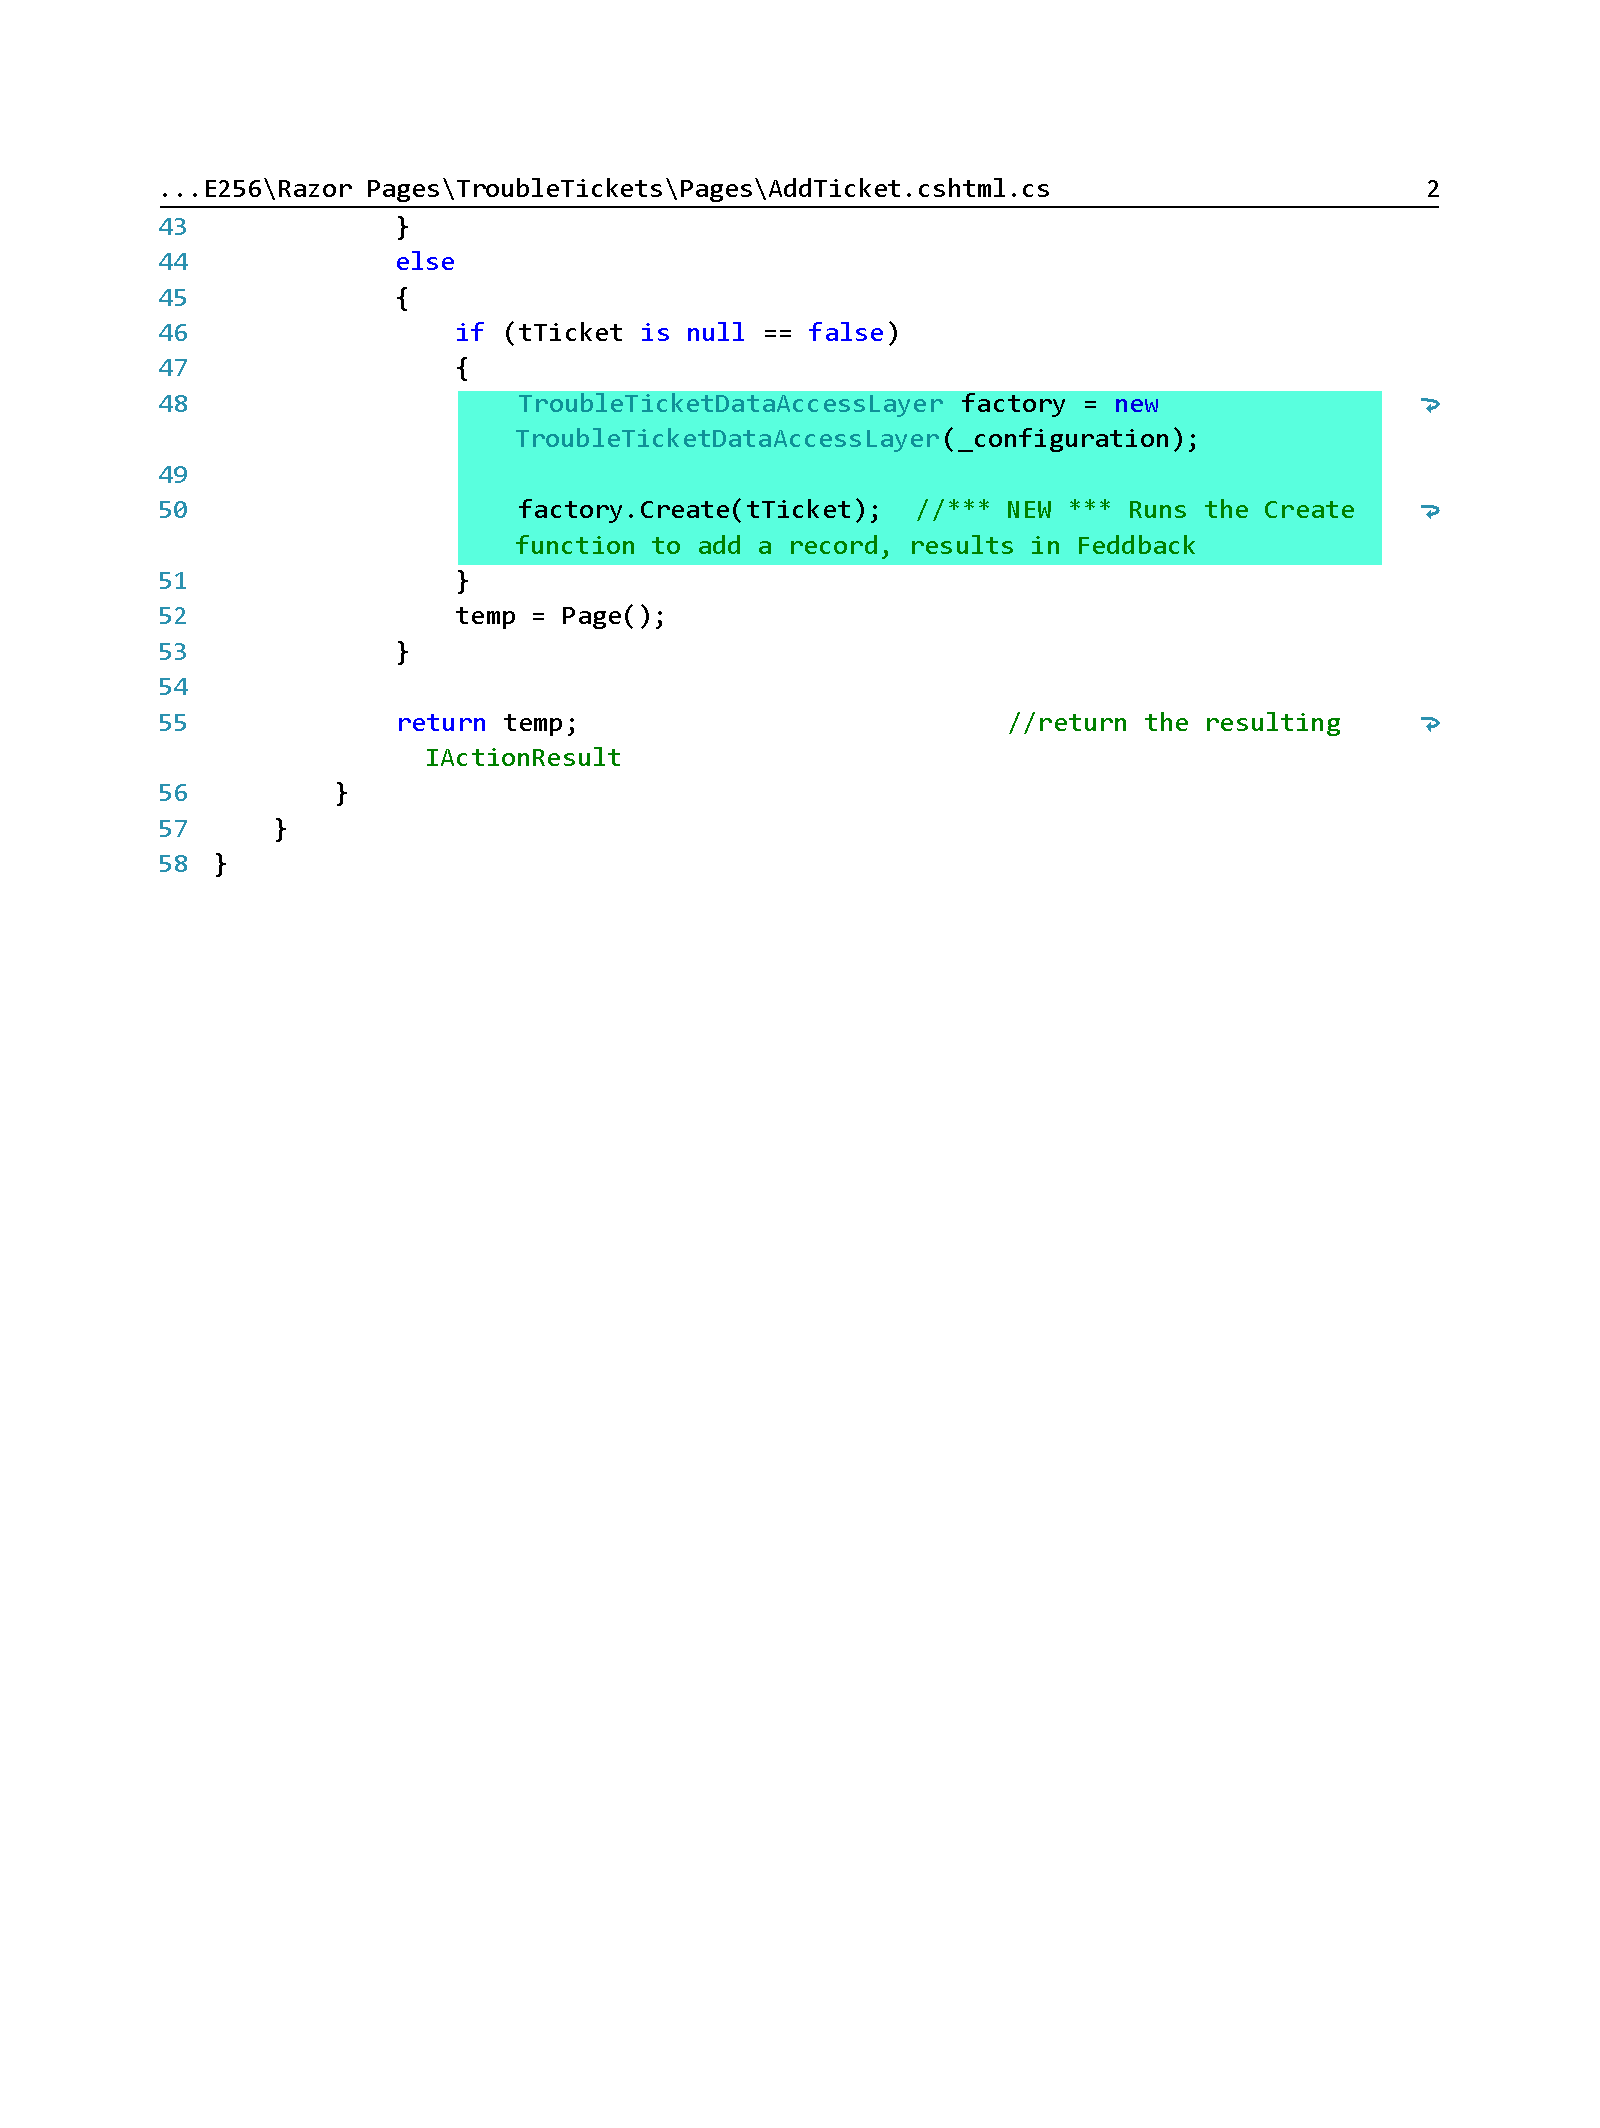 ...E256\Razor Pages\TroubleTickets\Pages\AddTicket.cshtml.cs 2
43 }
44 else
45 {
46 if (tTicket is null == false)
47 {
48 TroubleTicketDataAccessLayer factory = new
TroubleTicketDataAccessLayer(_configuration);
49
50 factory.Create(tTicket); //*** NEW *** Runs the Create
function to add a record, results in Feddback
51 }
52 temp = Page();
53 }
54
55 return temp; //return the resulting
IActionResult
56 }
57 }
58 }